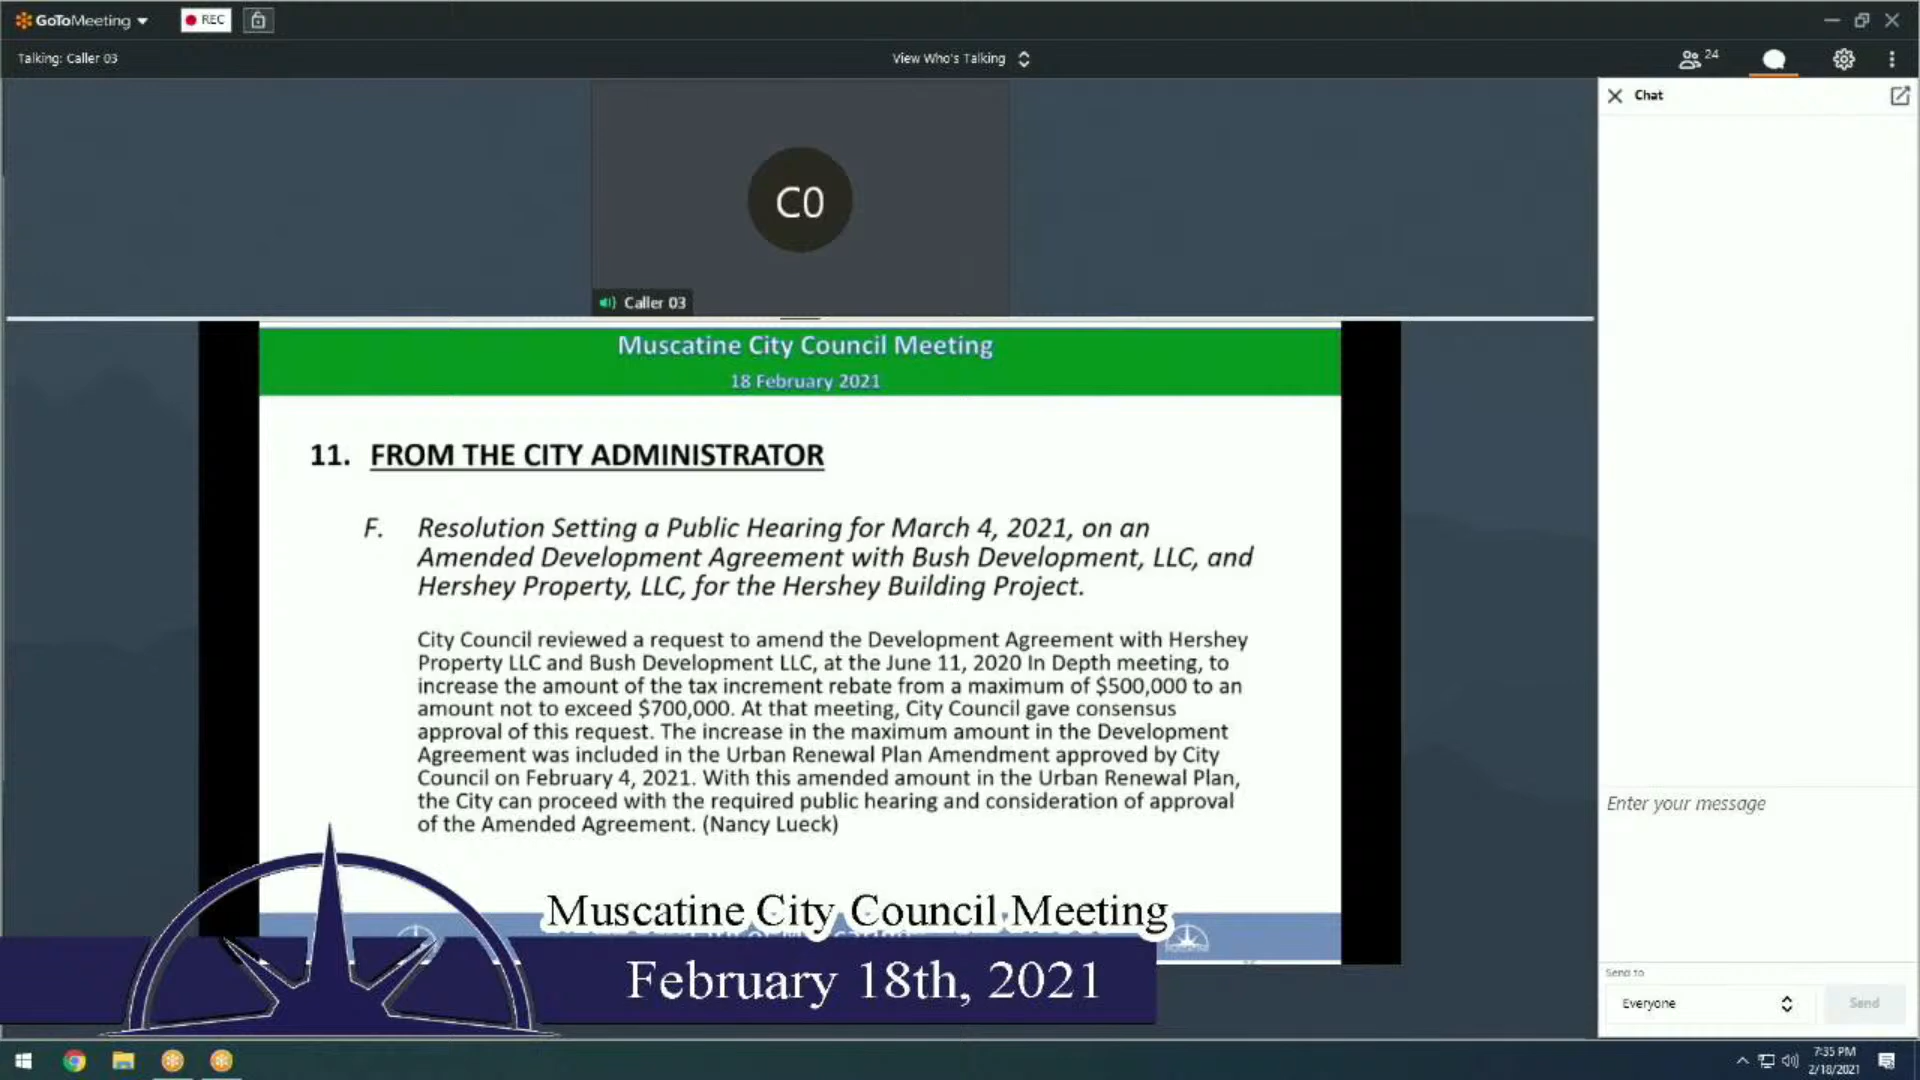 GoToMeeting
REC
Talking: Caller 03
View Who's Talking
24
Chat
C0
Caller 03
Muscatine City Council Meeting
18 February 2021
11. FROM THE CITY ADMINISTRATOR
F. Resolution Setting a Public Hearing for March 4, 2021, on an
Amended Development Agreement with Bush Development, LLC, and
Hershey Property, LLC, for the Hershey Building Project.
City Council reviewed a request to amend the Development Agreement with Hershey
Property LLC and Bush Development LLC, at the June 11, 2020 In Depth meeting, to
increase the amount of the tax increment rebate from a maximum of $500,000 to an
amount not to exceed $700,000. At that meeting, City Council gave consensus
approval of this request. The increase in the maximum amount in the Development
Agreement was included in the Urban Renewal Plan Amendment approved by City
Council on February 4, 2021. With this amended amount in the Urban Renewal Plan,
the City can proceed with the required public hearing and consideration of approval
of the Amended Agreement. (Nancy Lueck)
Enter your message
Muscatine City Council Meeting
February 18th, 2021
Send to
Everyone
Send
7:35 PM
2/18/2021